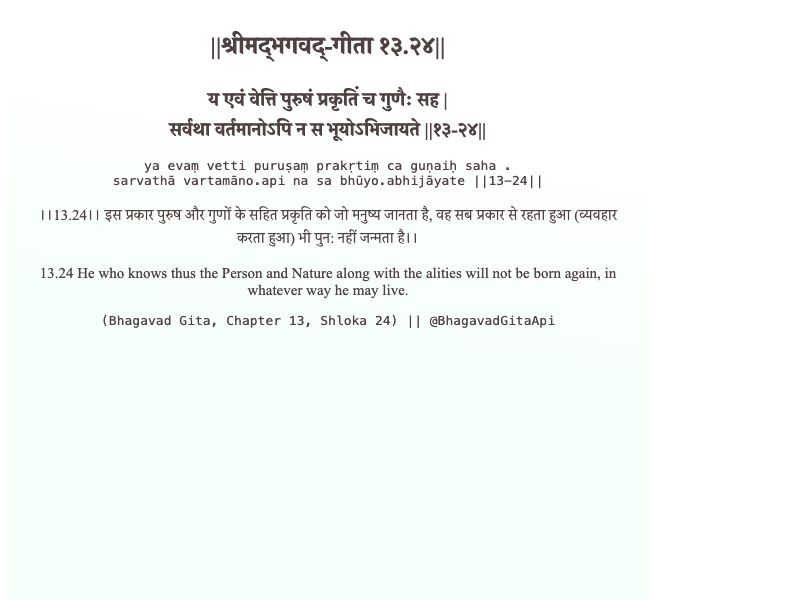 ||श्रीमद्‍भगवद्‍-गीता १३.२४||
य एवं वेत्ति पुरुषं प्रकृतिं च गुणैः सह |
सर्वथा वर्तमानोऽपि न स भूयोऽभिजायते ||१३-२४||
ya evaṃ vetti puruṣaṃ prakṛtiṃ ca guṇaiḥ saha .
sarvathā vartamāno.api na sa bhūyo.abhijāyate ||13-24||
।।13.24।। इस प्रकार पुरुष और गुणों के सहित प्रकृति को जो मनुष्य जानता है, वह सब प्रकार से रहता हुआ (व्यवहार
करता हुआ) भी पुन: नहीं जन्मता है।।
13.24 He who knows thus the Person and Nature along with the alities will not be born again, in
whatever way he may live.
(Bhagavad Gita, Chapter 13, Shloka 24) || @BhagavadGitaApi